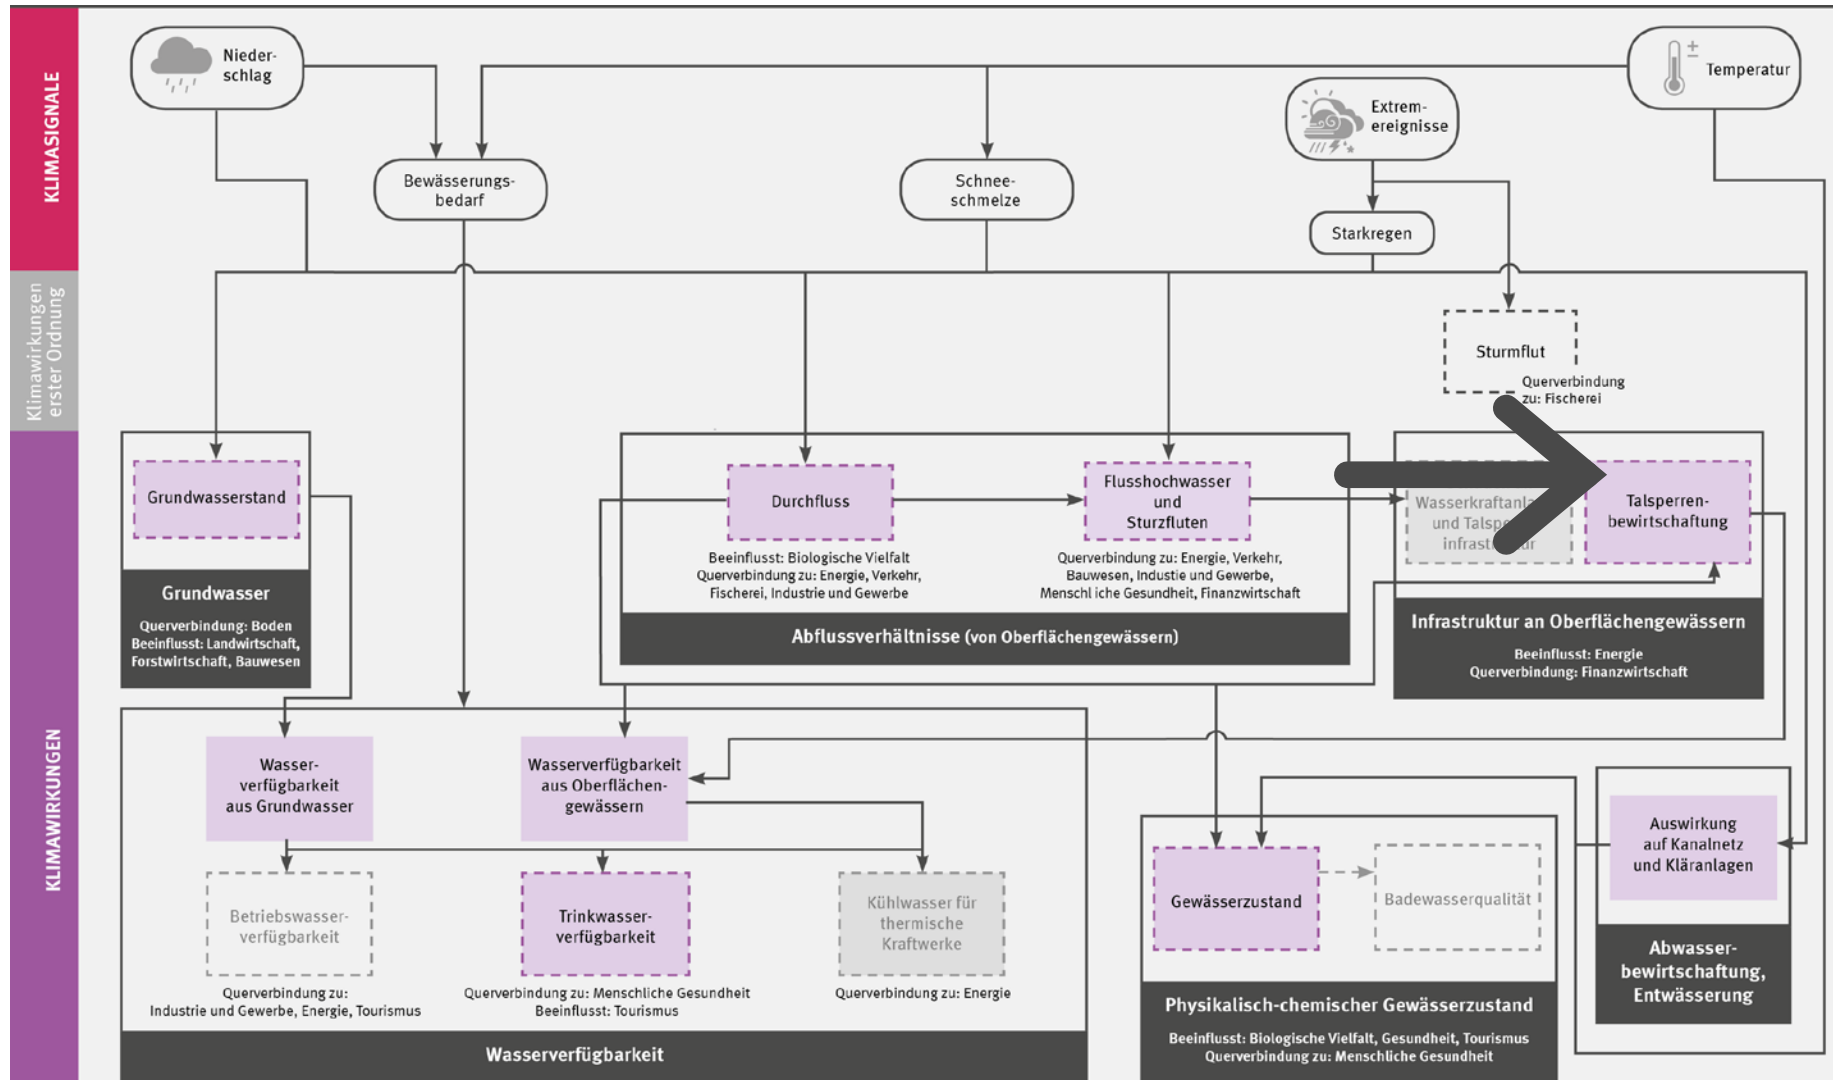 KLIMASIGNALE
Nieder-
schlag
Temperatur
Extrem-
ereignisse
Bewässerungs-
bedarf
Schnee-
schmelze
Starkregen
Klimawirkungen
erster Ordnung
Sturmflut
Querverbindung
zu: Fischerei
KLIMAWIRKUNGEN
Grundwasserstand
Grundwasser
Querverbindung: Boden
Beeinflusst: Landwirtschaft,
Forstwirtschaft, Bauwesen
Durchfluss
Beeinflusst: Biologische Vielfalt
Querverbindung zu: Energie, Verkehr,
Fischerei, Industrie und Gewerbe
Flusshochwasser
und
Sturzfluten
Querverbindung zu: Energie, Verkehr,
Bauwesen, Industie und Gewerbe,
Menschl iche Gesundheit, Finanzwirtschaft
Abflussverhältnisse (von Oberflächengewässern)
und
Talsperren-
bewirtschaftung
Infrastruktur an Oberflächengewässern
Beeinflusst: Energie
Querverbindung: Finanzwirtschaft
Wasser-
verfügbarkeit
aus Grundwasser
Wasserverfügbarkeit
aus Oberflächen-
gewässern
Betriebswasser-
verfügbarkeit
Querverbindung zu:
Industrie und Gewerbe, Energie, Tourismus
Trinkwasser-
verfügbarkeit
Querverbindung zu: Menschliche Gesundheit
Beeinflusst: Tourismus
Kühlwasser für
thermische
Kraftwerke
Querverbindung zu: Energie
Wasserverfügbarkeit
Gewässerzustand
Badewasserqualität
Physikalisch-chemischer Gewässerzustand
Beeinflusst: Biologische Vielfalt, Gesundheit, Tourismus
Querverbindung zu: Menschliche Gesundheit
Auswirkung
auf Kanalnetz
und Kläranlagen
Abwasser-
bewirtschaftung,
Entwässerung